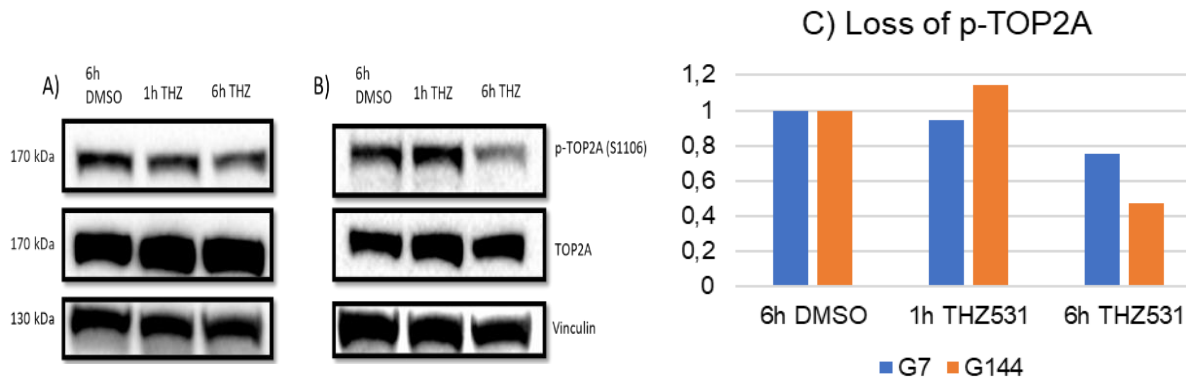 A)
6h
DMSO
1h THZ
6h THZ
170 kDa
170 kDa
130 kDa
B)
6h
DMSO
1h THZ
6h THZ
p-TOP2A (S1106)
TOP2A
Vinculin
C) Loss of p-TOP2A
1,2
1
0,8
0,6
0,4
0,2
0
6h DMSO
1h THZ531
6h THZ531
G7
G144